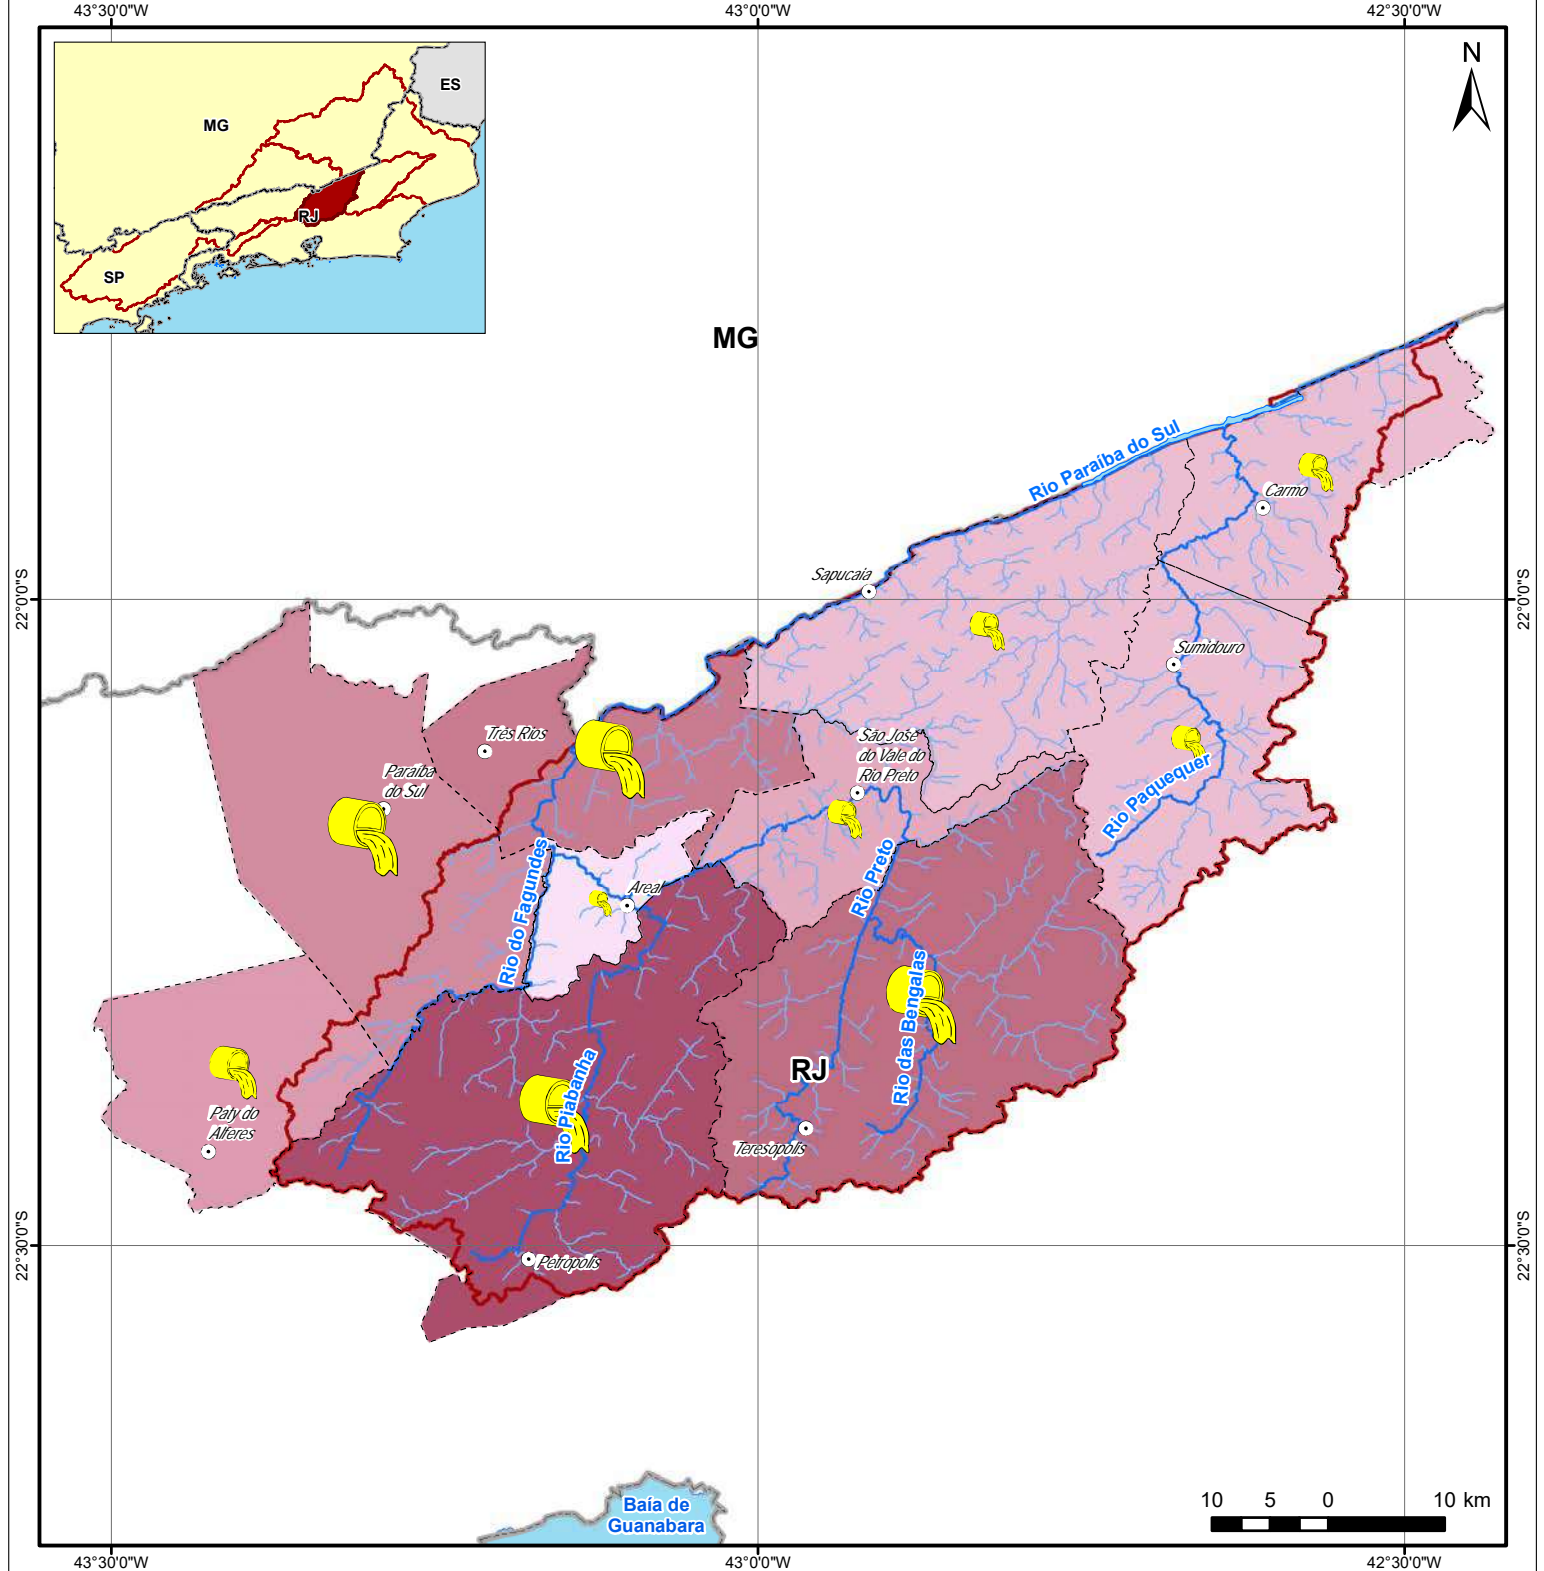 43°30'0"W
43°0'0"W
42°30'0"W
N
ES
MG
RJ
SP
MG
Rio Paraíba do Sul
Carmo
Sapucaia
22°0'0"S
22°0'0"S
Sumidouro
Três Rios
São José
do Vale do
Rio Preto
Paraíba
do Sul
Rio Paquequer
Rio Preto
Rio do Fagundes
Areal
Rio das Bengalas
RJ
Rio Piabanha
Paty do
Alferes
Teresópolis
22°30'0"S
22°30'0"S
Petrópolis
Baía de
Guanabara
10 5 0 10 km
43°30'0"W
43°0'0"W
42°30'0"W